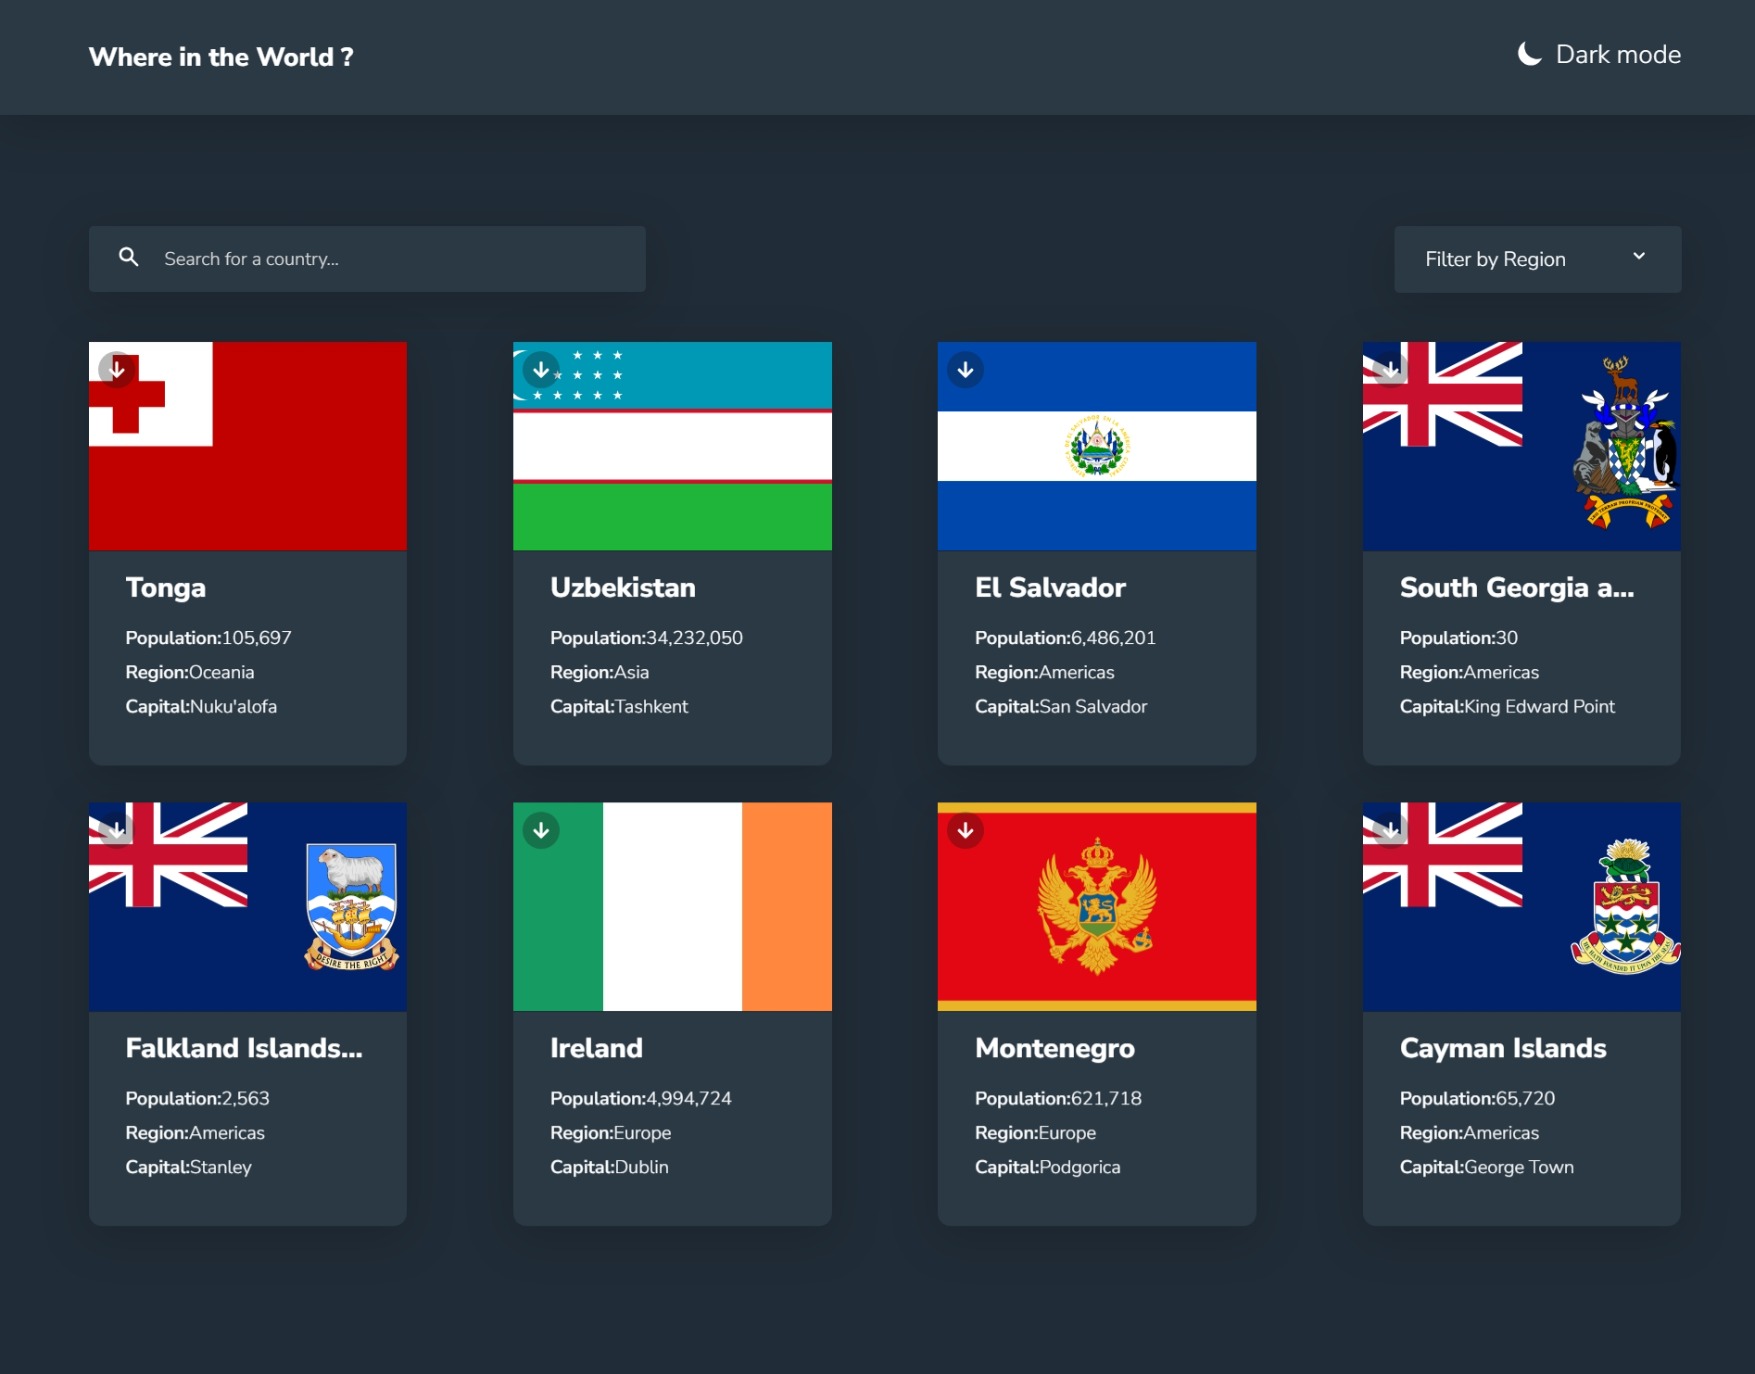 Where in the World ?
Dark mode
Search for a country...
Filter by Region
Tonga
Population:105,697
Region:Oceania
Capital:Nuku'alofa
Uzbekistan
Population:34,232,050
Region:Asia
Capital:Tashkent
El Salvador
Population:6,486,201
Region:Americas
Capital:San Salvador
South Georgia a...
Population:30
Region:Americas
Capital:King Edward Point
DESIRE THE RIGHT
Falkland Islands...
Population:2,563
Region:Americas
Capital:Stanley
Ireland
Population:4,994,724
Region:Europe
Capital:Dublin
Montenegro
Population:621,718
Region:Europe
Capital:Podgorica
Cayman Islands
Population:65,720
Region:Americas
Capital:George Town